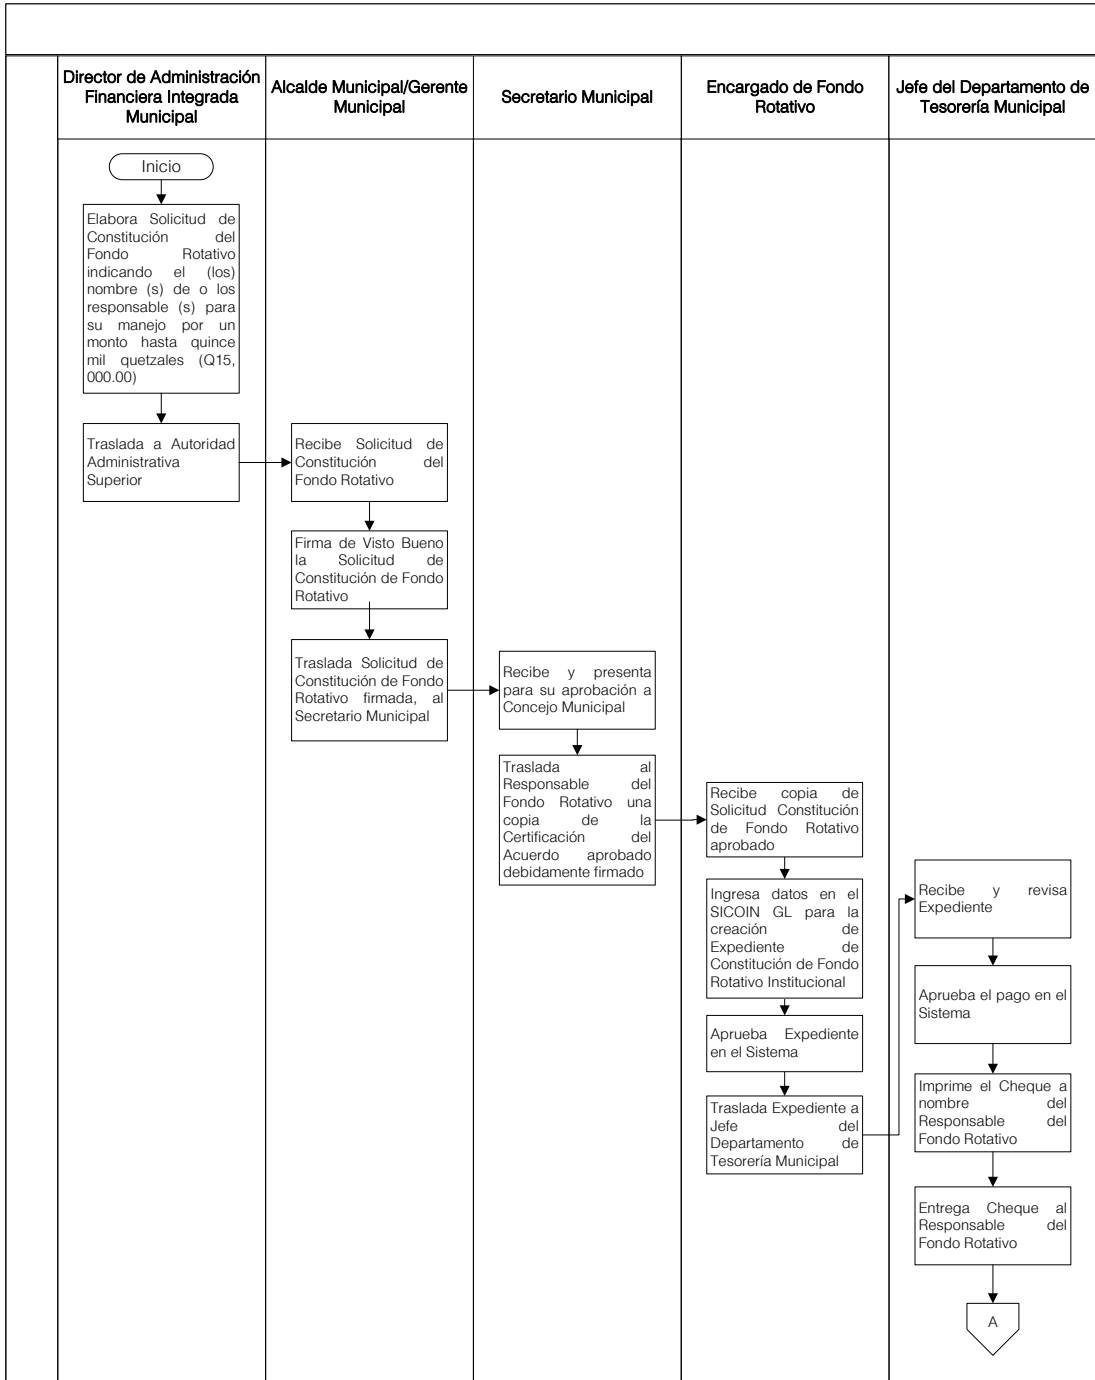 Director de Administración
Financiera Integrada
Municipal
Alcalde Municipal/Gerente
Municipal
Secretario Municipal
Encargado de Fondo
Rotativo
Jefe del Departamento de
Tesorería Municipal
Inicio
Elabora Solicitud de
Constitución del
Fondo Rotativo
indicando el (los)
nombre (s) de o los
responsable (s) para
su manejo por un
monto hasta quince
mil quetzales (Q15,
000.00)
Traslada a Autoridad
Administrativa
Superior
Recibe Solicitud de
Constitución del
Fondo Rotativo
Firma de Visto Bueno
la Solicitud de
Constitución de Fondo
Rotativo
Traslada Solicitud de
Constitución de Fondo
Rotativo firmada, al
Secretario Municipal
Recibe y presenta
para su aprobación a
Concejo Municipal
Traslada al
Responsable del
Fondo Rotativo una
copia de la
Certificación del
Acuerdo aprobado
debidamente firmado
Recibe copia de
Solicitud Constitución
de Fondo Rotativo
aprobado
Ingresa datos en el
SICOIN GL para la
creación de
Expediente de
Constitución de Fondo
Rotativo Institucional
Aprueba Expediente
en el Sistema
Traslada Expediente a
Jefe del
Departamento de
Tesorería Municipal
Recibe y revisa
Expediente
Aprueba el pago en el
Sistema
Imprime el Cheque a
nombre del
Responsable del
Fondo Rotativo
Entrega Cheque al
Responsable del
Fondo Rotativo
A